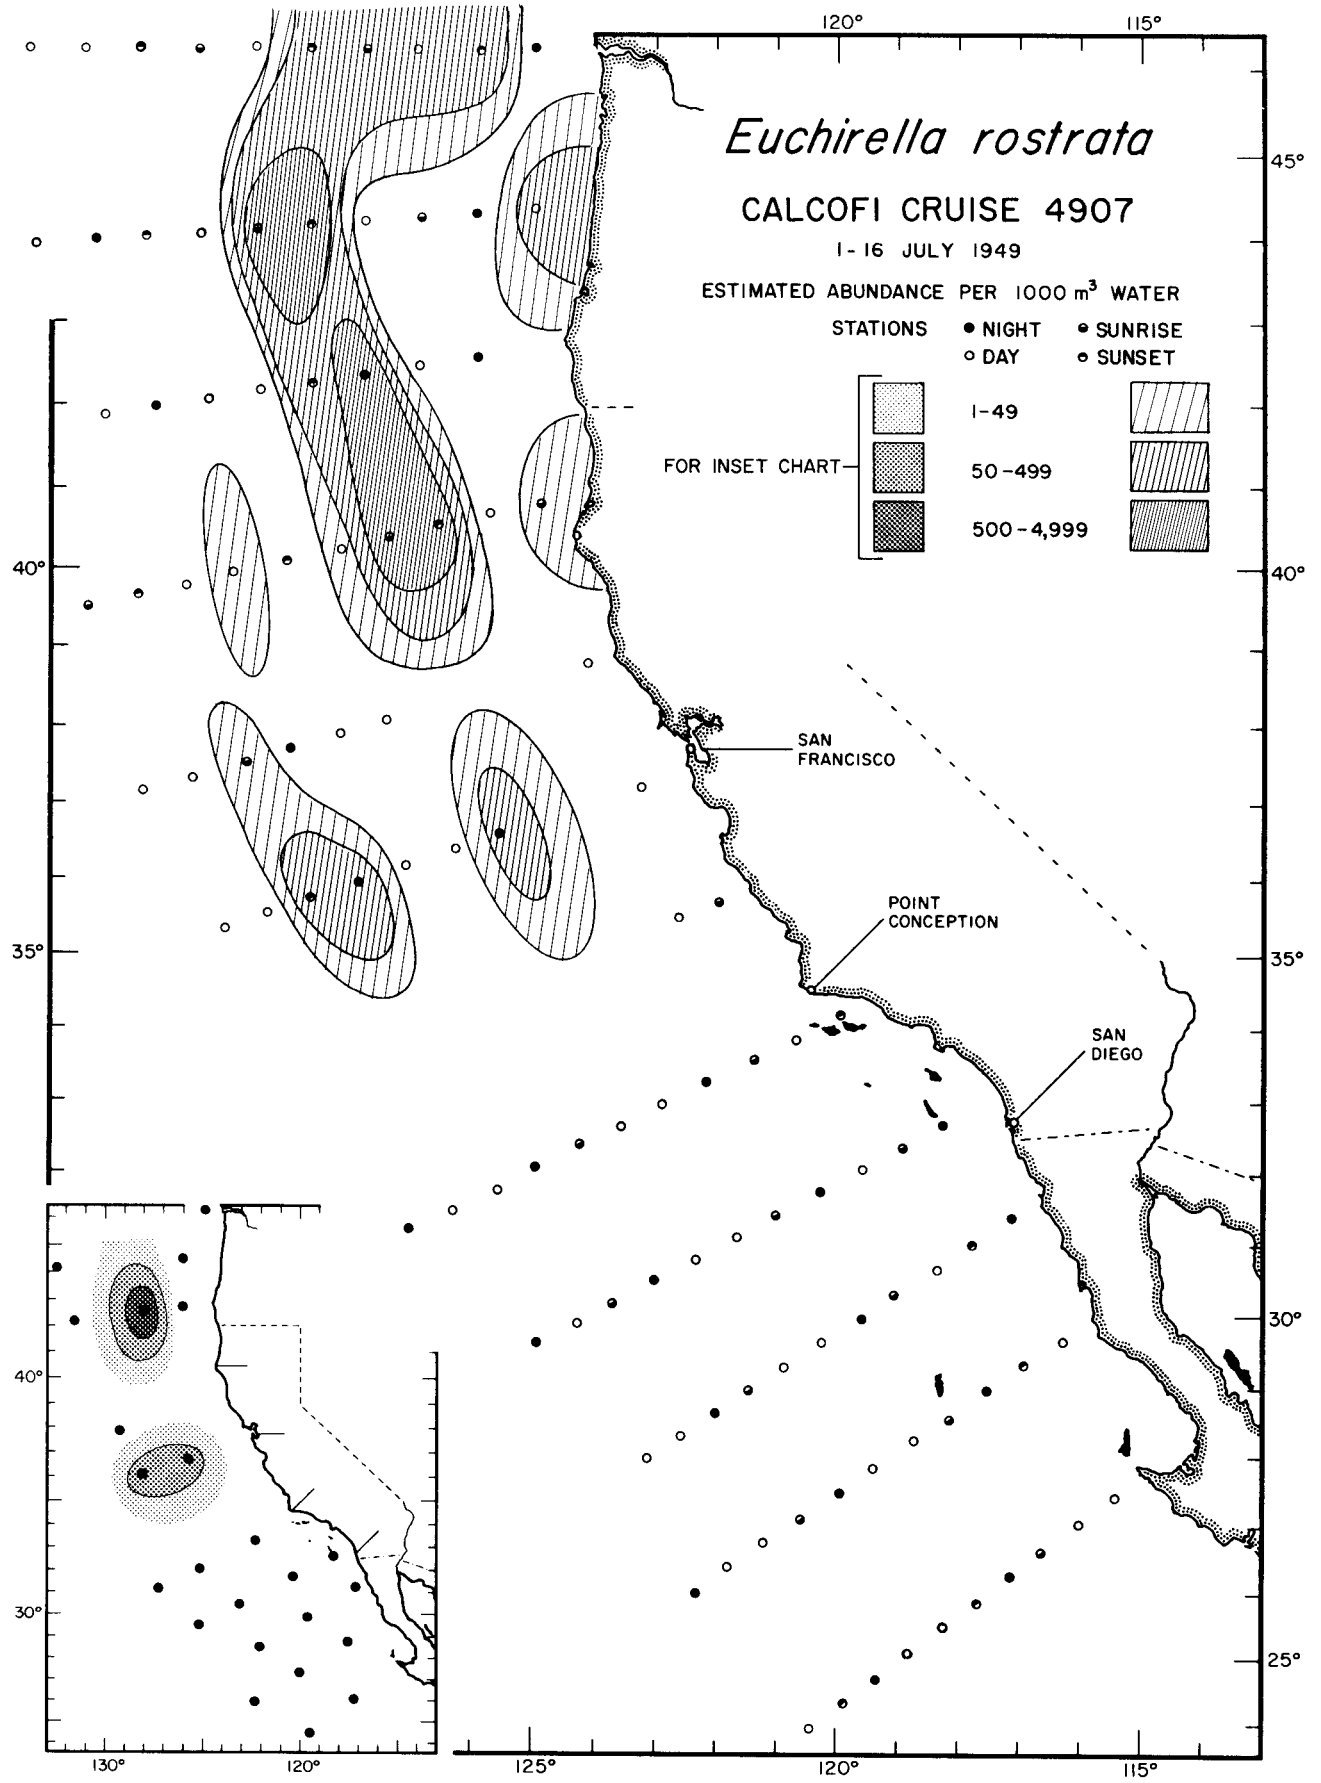 120° 115°
Euchirella rostrata
45°
CALCOFI CRUISE 4907
1-16 JULY 1949
ESTIMATED ABUNDANCE PER 1000 m³ WATER
STATIONS ● NIGHT ◒ SUNRISE
○ DAY ◓ SUNSET
1-49
FOR INSET CHART
50-499
500-4,999
40° 40°
SAN
FRANCISCO
POINT
CONCEPTION
35° 35°
SAN
DIEGO
30°
40°
30°
25°
130° 120° 125° 120° 115°